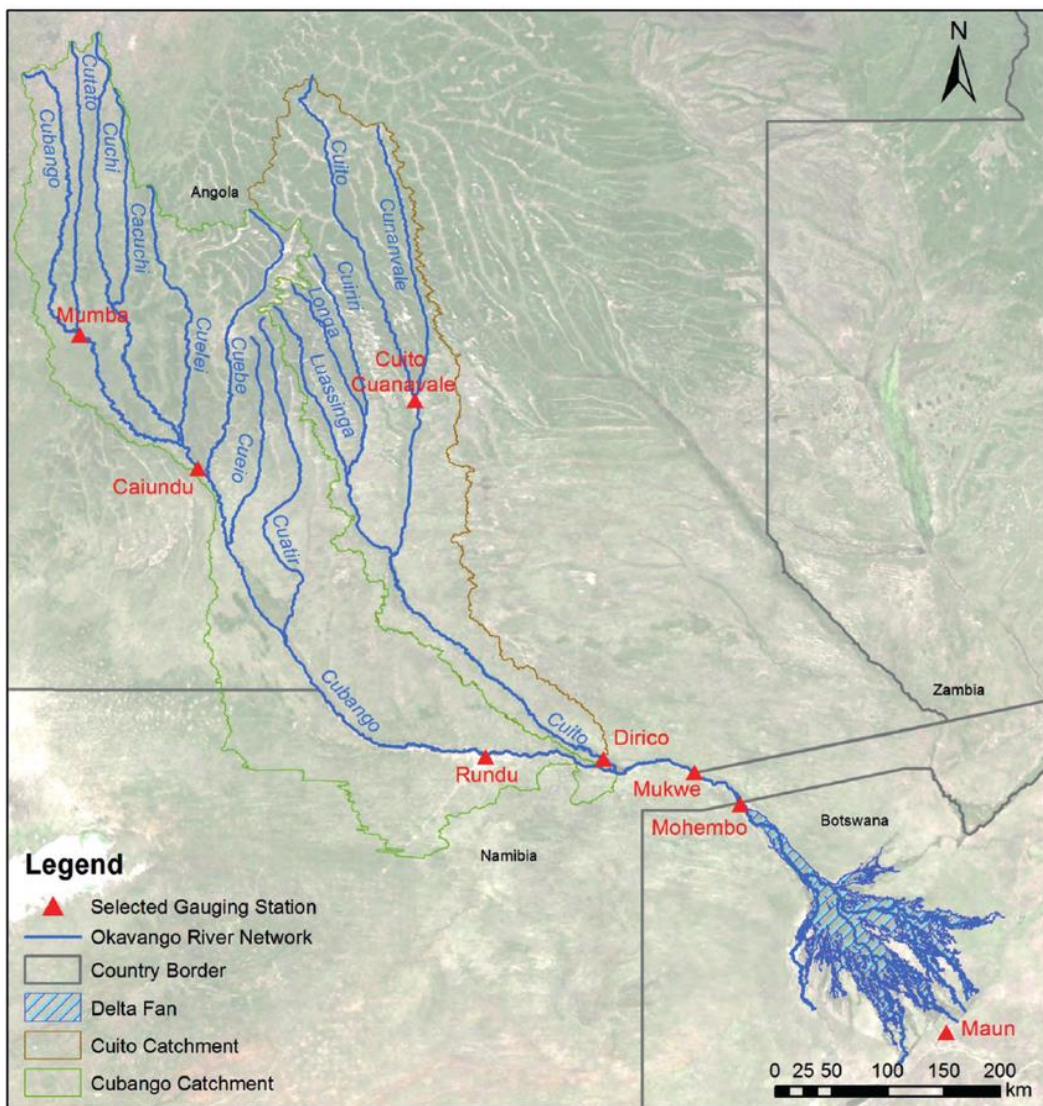 N
Cutato
Cubango
Cuchi
Cacuchi
Angola
Cuito
Cunanvale
Cuiriri
Longa
Mumba
Cuelei
Cuebe
Luassinga
Cuito
Cuanavale
Cueio
Caiundu
Cuatir
Cubango
Cuito
Zambia
Dirico
Rundu
Mukwe
Mohembo
Botswana
Namibia
Legend
Selected Gauging Station
Okavango River Network
Country Border
Delta Fan
Cuito Catchment
Cubango Catchment
Maun
0 25 50 100 150 200
km